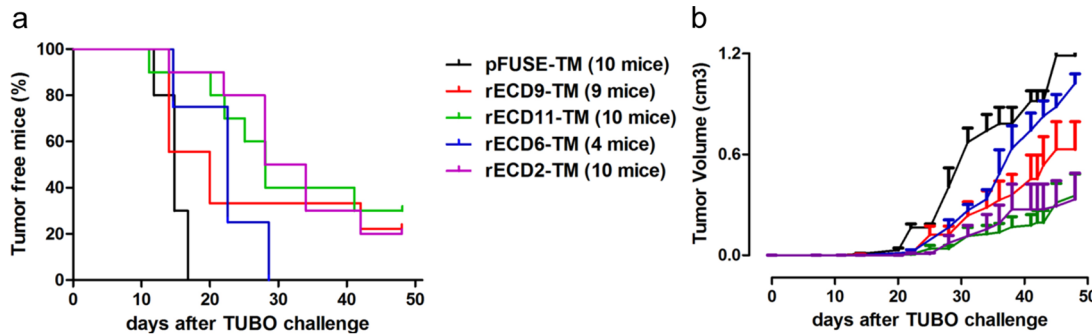 a
Tumor free mice (%)
100
80
60
40
20
0
0 10 20 30 40 50
days after TUBO challenge
pFUSE-TM (10 mice)
rECD9-TM (9 mice)
rECD11-TM (10 mice)
rECD6-TM (4 mice)
rECD2-TM (10 mice)
b
Tumor Volume (cm3)
1.2
0.6
0.0
0 10 20 30 40 50
days after TUBO challenge